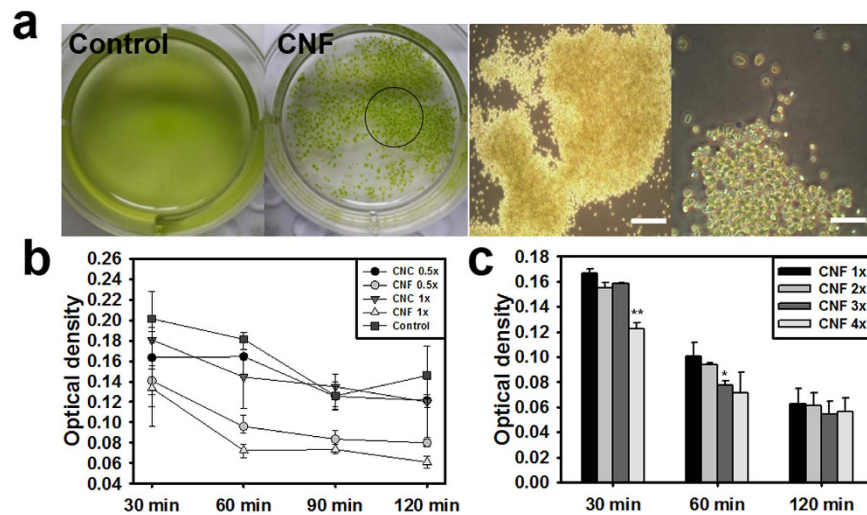 a
Control
CNF
b
Optical density
0.26
0.24
0.22
0.20
0.18
0.16
0.14
0.12
0.10
0.08
0.06
0.04
30 min
60 min
90 min
120 min
CNC 0.5x
CNF 0.5x
CNC 1x
CNF 1x
Control
c
Optical density
0.18
0.16
0.14
0.12
0.10
0.08
0.06
0.04
0.02
0.00
30 min
60 min
120 min
CNF 1x
CNF 2x
CNF 3x
CNF 4x
**
*